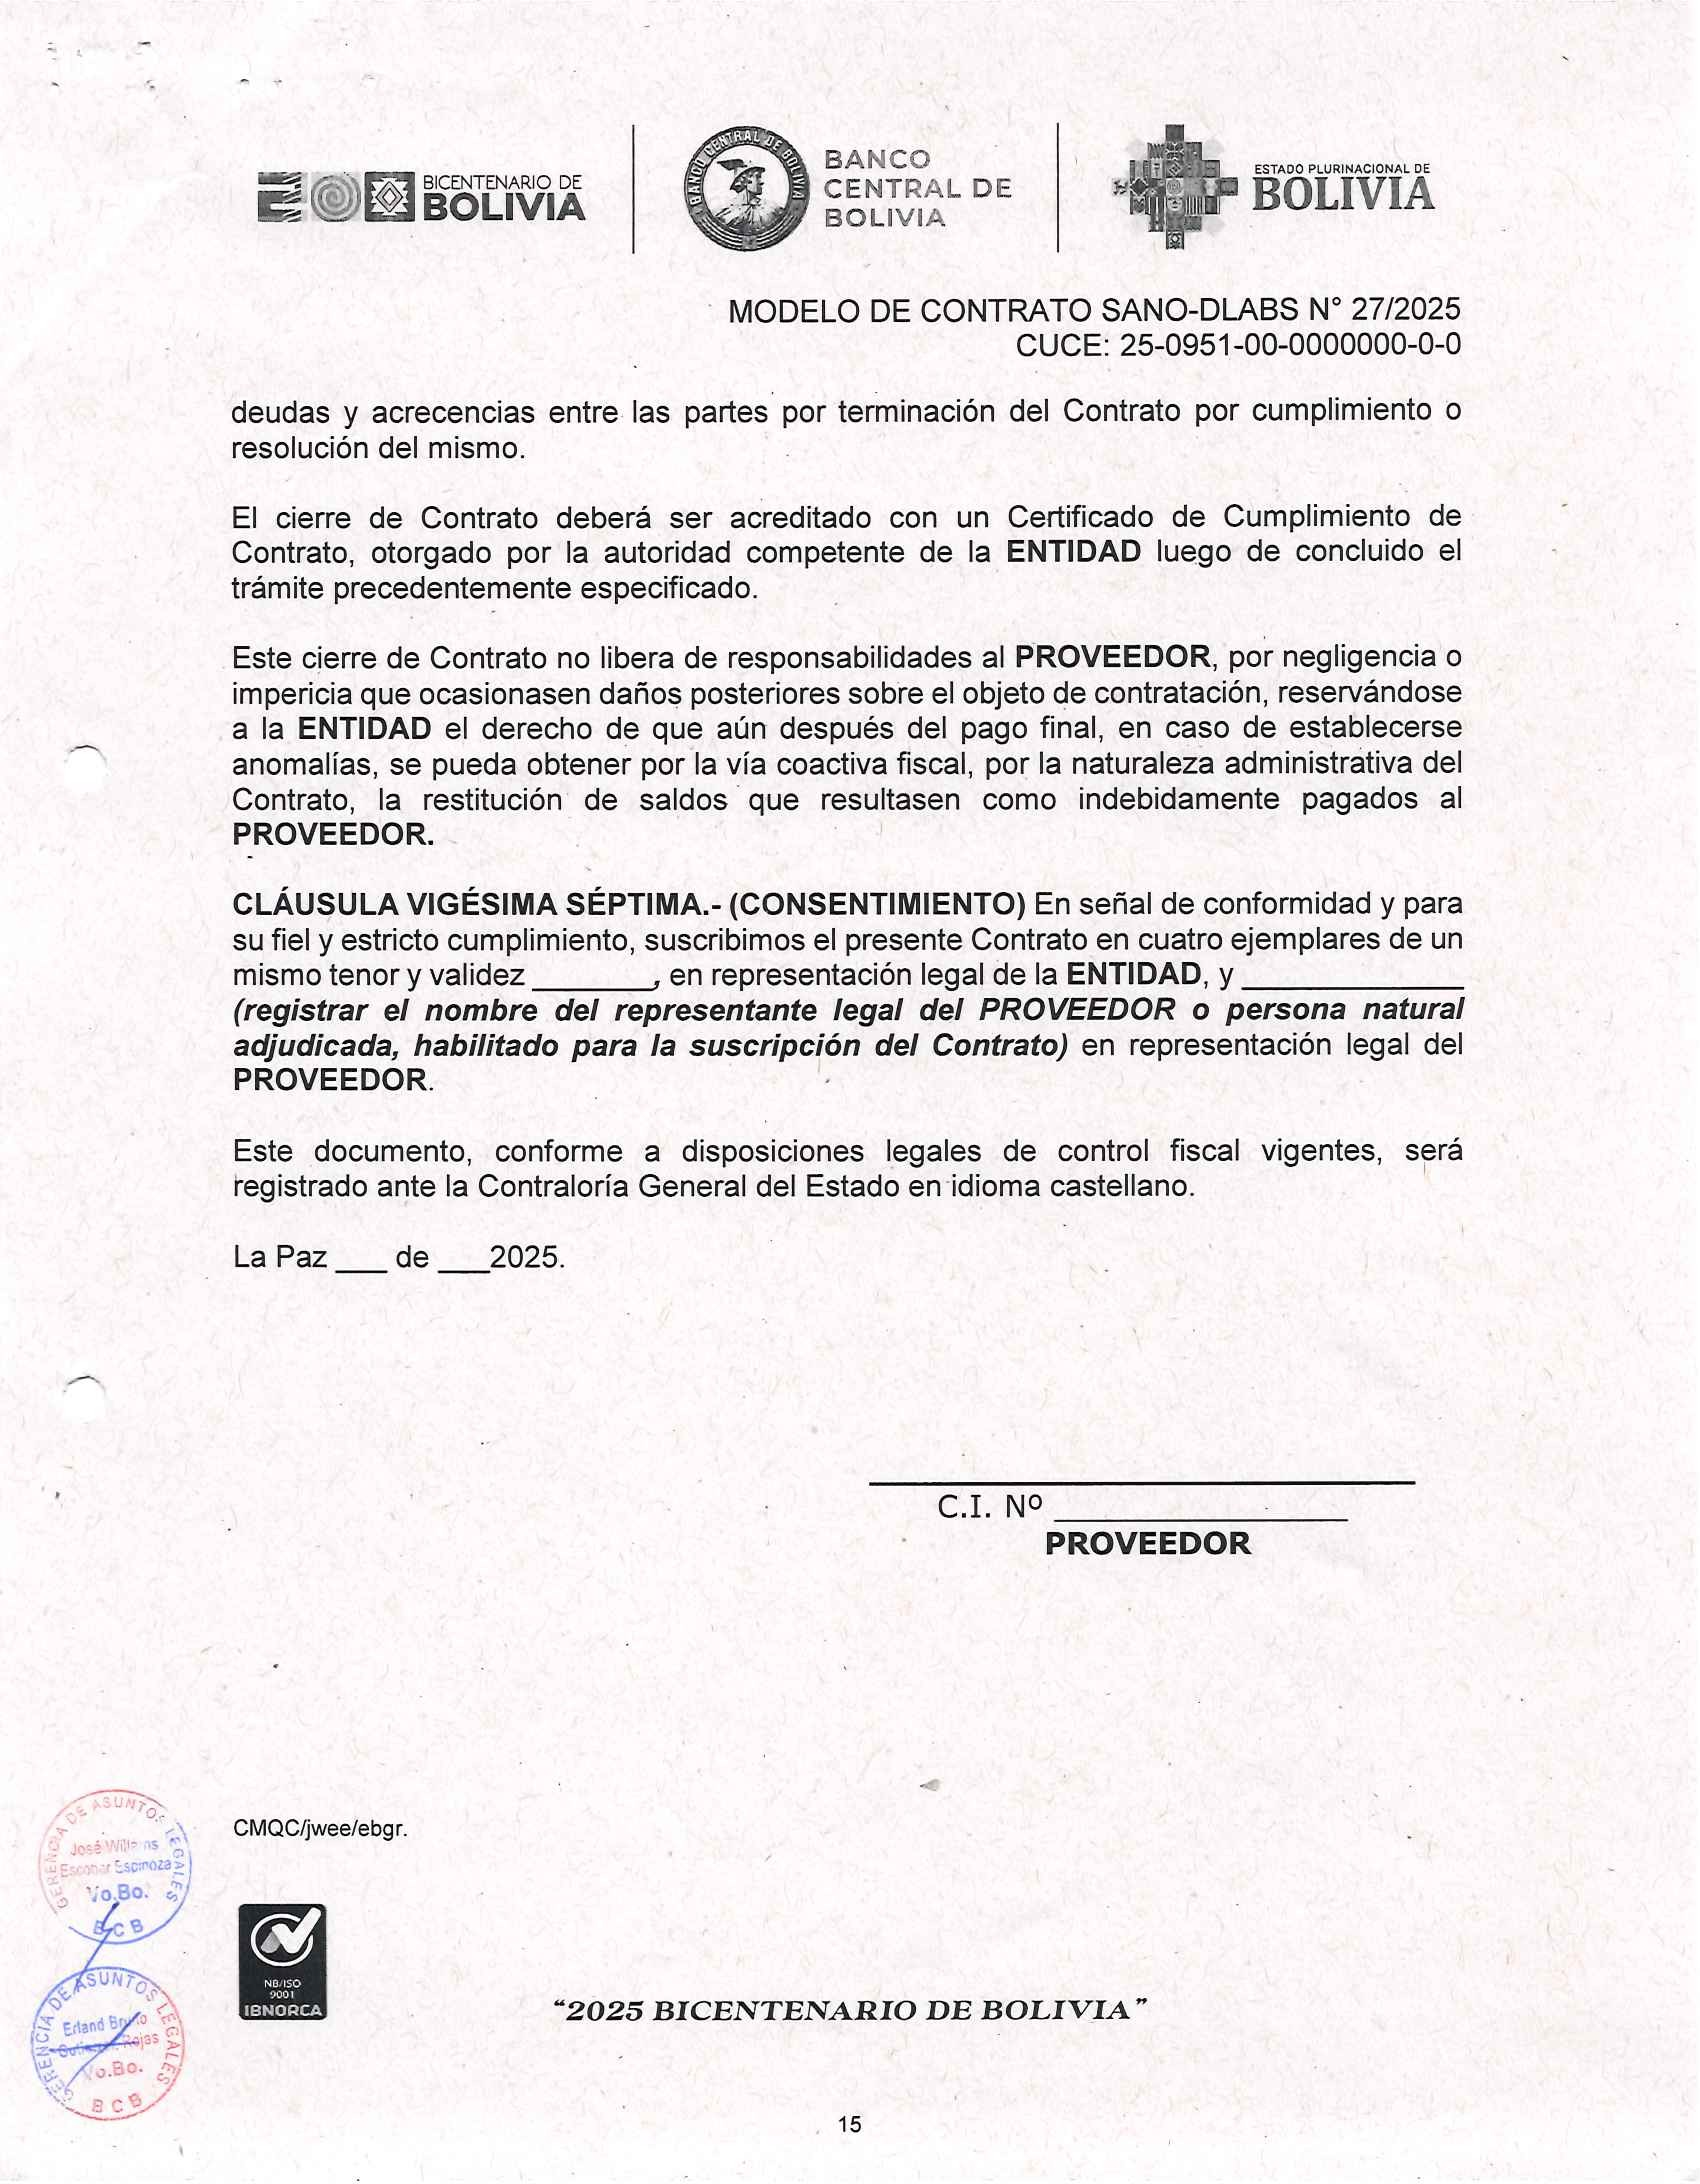 BICENTENARIO DE
BOLIVIA
BANCO CENTRAL DE BOLIVIA
BANCO
CENTRAL DE
BOLIVIA
ESTADO PLURINACIONAL DE
BOLIVIA
MODELO DE CONTRATO SANO-DLABS N° 27/2025
CUCE: 25-0951-00-0000000-0-0
deudas y acrecencias entre las partes por terminación del Contrato por cumplimiento o
resolución del mismo.
El cierre de Contrato deberá ser acreditado con un Certificado de Cumplimiento de
Contrato, otorgado por la autoridad competente de la ENTIDAD luego de concluido el
trámite precedentemente especificado.
Este cierre de Contrato no libera de responsabilidades al PROVEEDOR, por negligencia o
impericia que ocasionasen daños posteriores sobre el objeto de contratación, reservándose
a la ENTIDAD el derecho de que aún después del pago final, en caso de establecerse
anomalías, se pueda obtener por la vía coactiva fiscal, por la naturaleza administrativa del
Contrato, la restitución de saldos que resultasen como indebidamente pagados al
PROVEEDOR.
CLÁUSULA VIGÉSIMA SÉPTIMA.- (CONSENTIMIENTO) En señal de conformidad y para
su fiel y estricto cumplimiento, suscribimos el presente Contrato en cuatro ejemplares de un
mismo tenor y validez _______, en representación legal de la ENTIDAD, y _____________
(registrar el nombre del representante legal del PROVEEDOR o persona natural
adjudicada, habilitado para la suscripción del Contrato) en representación legal del
PROVEEDOR.
Este documento, conforme a disposiciones legales de control fiscal vigentes, será
registrado ante la Contraloría General del Estado en idioma castellano.
La Paz ___ de ___2025.
C.I. Nº _________________
PROVEEDOR
CMQC/jwee/ebgr.
GERENCIA DE ASUNTOS LEGALES
José Williams
Escobar Espinoza
Vo.Bo.
BCB
NB/ISO
9001
IBNORCA
GERENCIA DE ASUNTOS LEGALES
Erland Bruno
Rojas
Vo.Bo.
BCB
“2025 BICENTENARIO DE BOLIVIA”
15